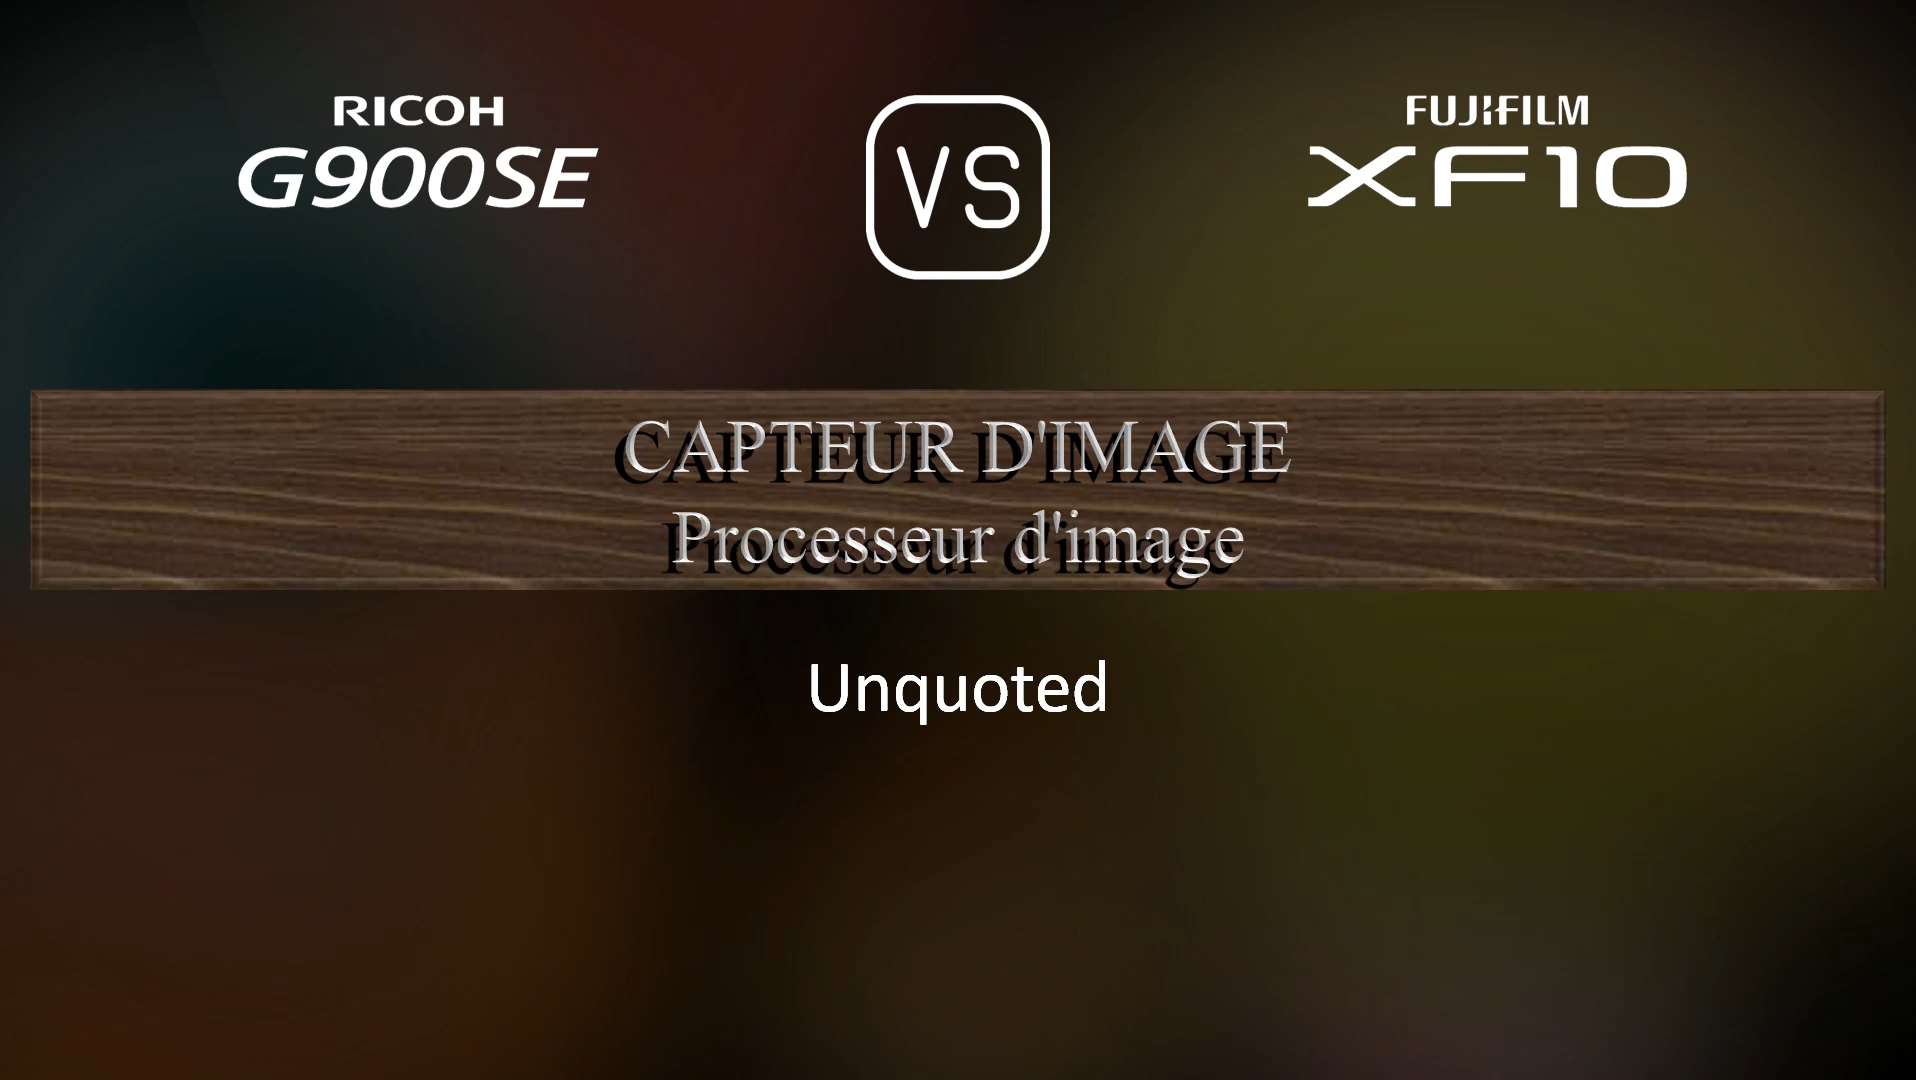 RICOH
G900SE
VS
FUJIFILM
XF10
CAPTEUR D'IMAGE
Processeur d'image
Unquoted